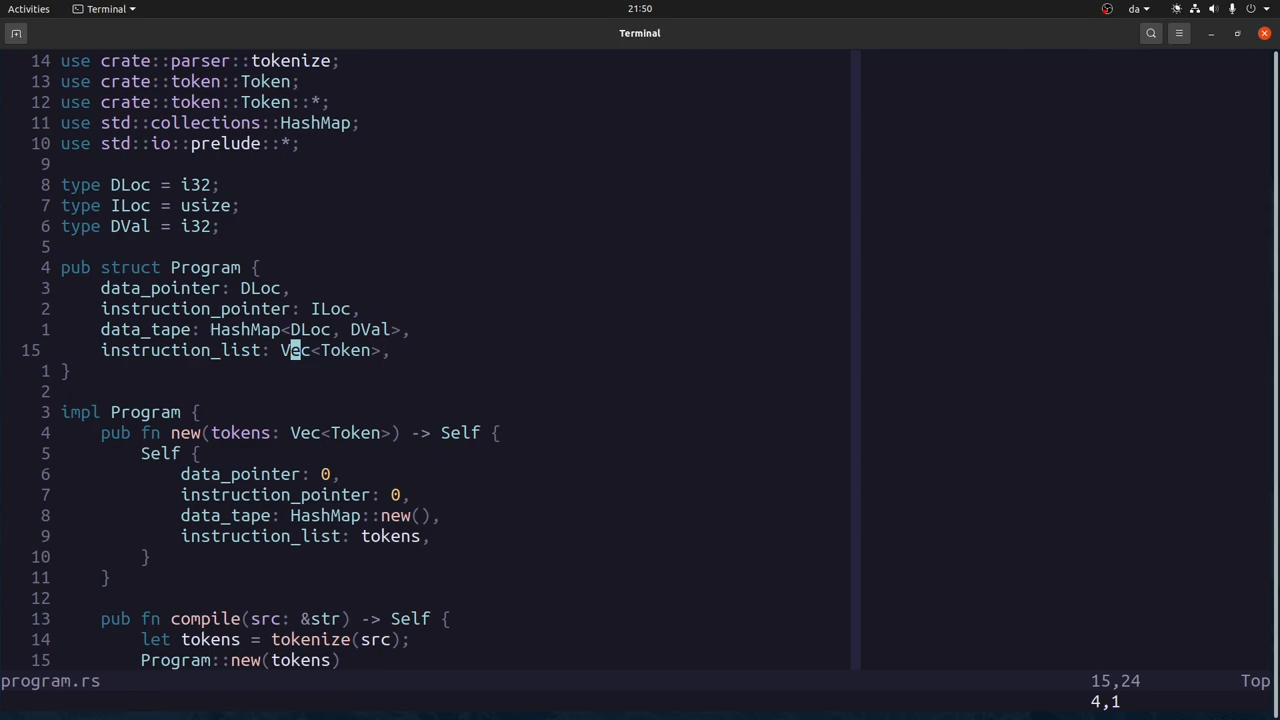 Activities Terminal 21:50 da
Terminal
14 use crate::parser::tokenize;
13 use crate::token::Token;
12 use crate::token::Token::*;
11 use std::collections::HashMap;
10 use std::io::prelude::*;
9
8 type DLoc = i32;
7 type ILoc = usize;
6 type DVal = i32;
5
4 pub struct Program {
3 data_pointer: DLoc,
2 instruction_pointer: ILoc,
1 data_tape: HashMap<DLoc, DVal>,
15 instruction_list: Vec<Token>,
1 }
2
3 impl Program {
4 pub fn new(tokens: Vec<Token>) -> Self {
5 Self {
6 data_pointer: 0,
7 instruction_pointer: 0,
8 data_tape: HashMap::new(),
9 instruction_list: tokens,
10 }
11 }
12
13 pub fn compile(src: &str) -> Self {
14 let tokens = tokenize(src);
15 Program::new(tokens)
program.rs 15,24 Top
4,1